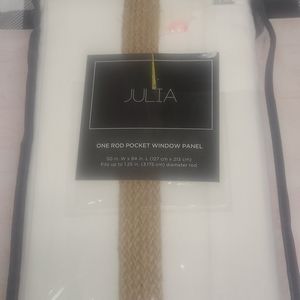 JULIA
ONE ROD POCKET WINDOW PANEL
50 in. W x 84 in. L (127 cm x 213 cm)
Fits up to 1.25 in. (3.175 cm) diameter rod